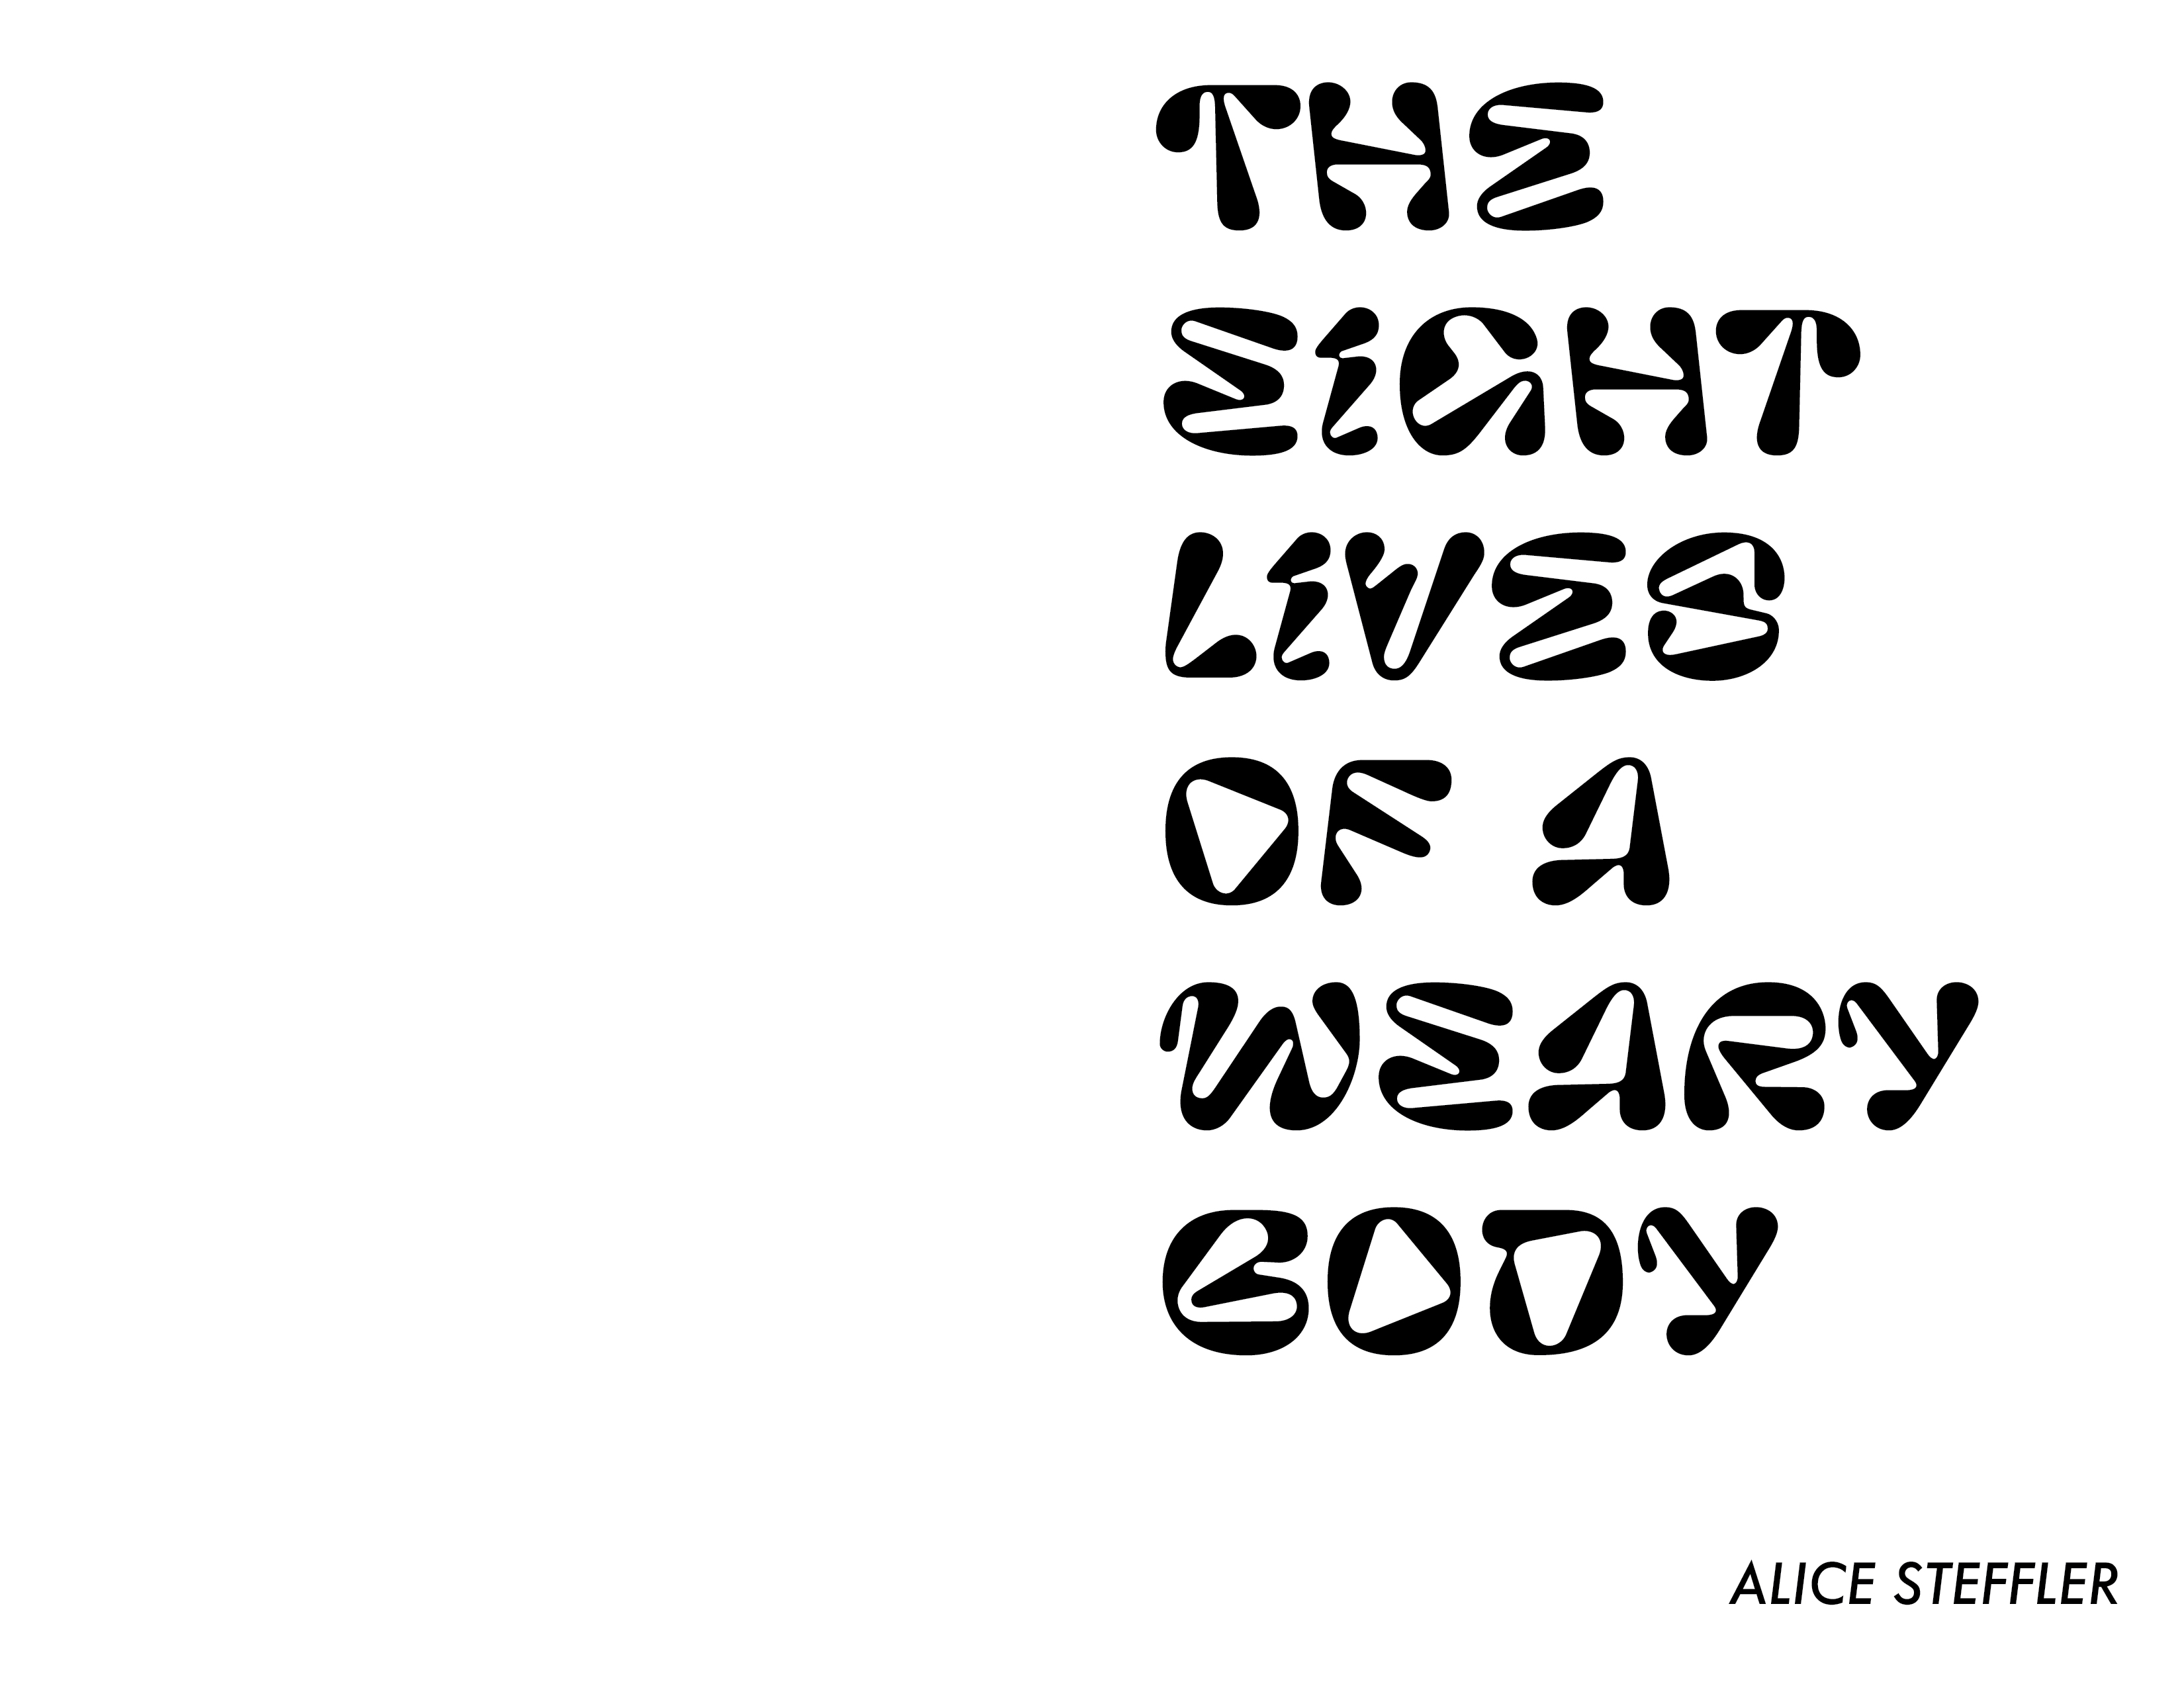 THE
EiGHT
LiVES
OF A
WEARY
BODY
ALICE STEFFLER